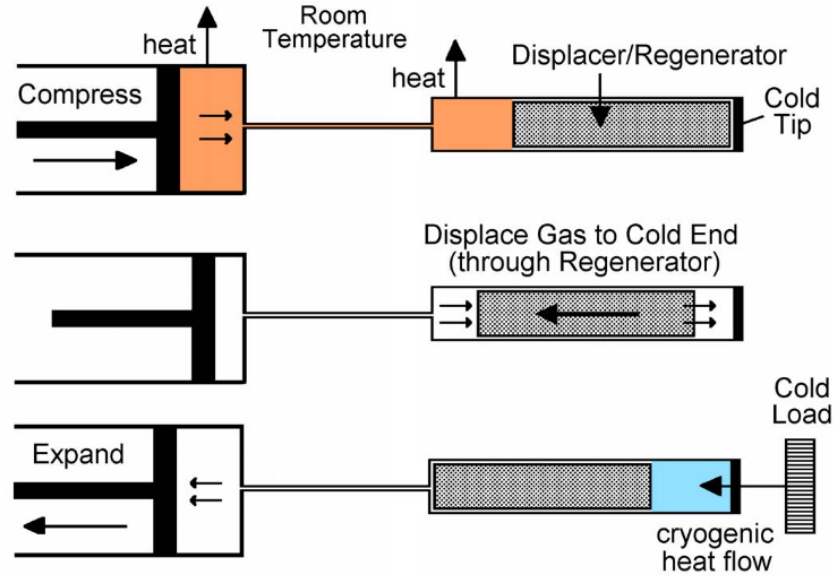 Room
Temperature
heat
heat
Displacer/Regenerator
Compress
Cold
Tip
Displace Gas to Cold End
(through Regenerator)
Cold
Load
Expand
cryogenic
heat flow